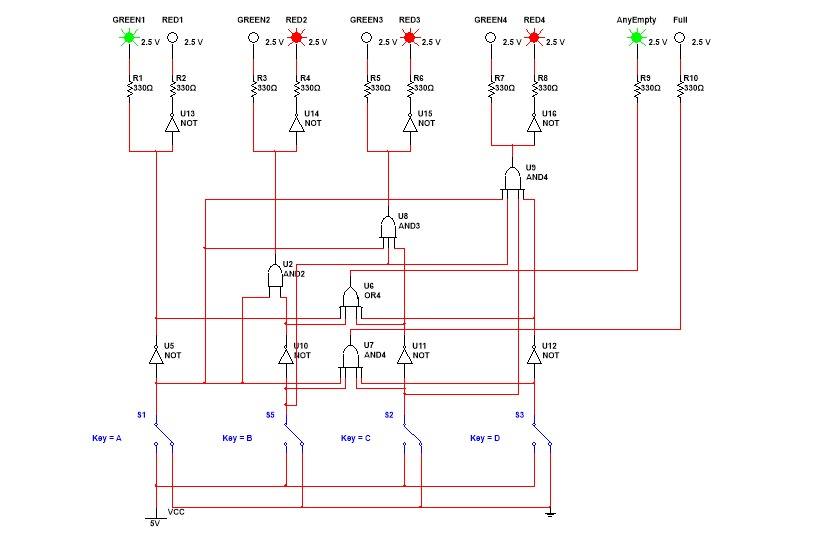 GREEN1 RED1 GREEN2 RED2 GREEN3 RED3 GREEN4 RED4 AnyEmpty Full
2.5 V 2.5 V 2.5 V 2.5 V 2.5 V 2.5 V 2.5 V 2.5 V 2.5 V 2.5 V
R1 R2 R3 R4 R5 R6 R7 R8 R9 R10
330Ω 330Ω 330Ω 330Ω 330Ω 330Ω 330Ω 330Ω 330Ω 330Ω
U13 U14 U15 U16
NOT NOT NOT NOT
U9
AND4
U8
AND3
U2
AND2
U6
OR4
U5 U10 U7 U11 U12
NOT NOT AND4 NOT NOT
S1 S5 S2 S3
Key = A Key = B Key = C Key = D
VCC
5V